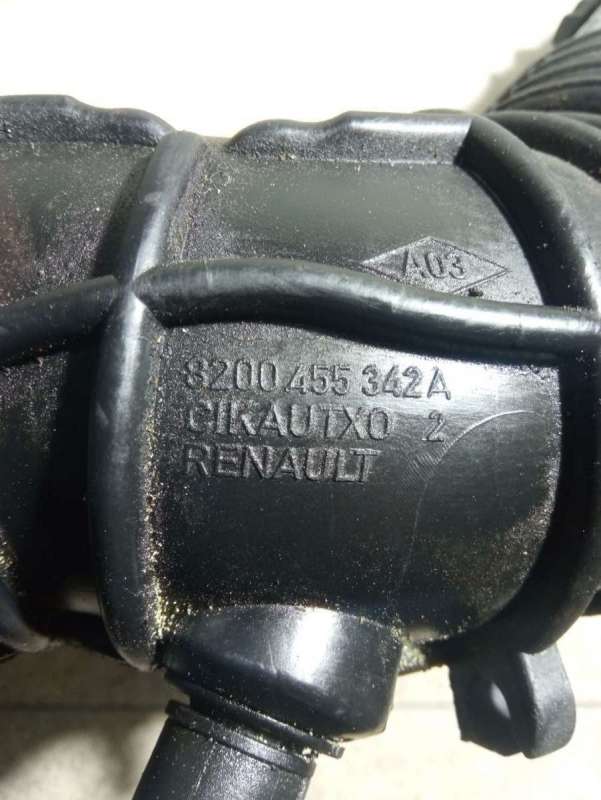 A03
8200 455 342A
CIKAUTXO 2
RENAULT